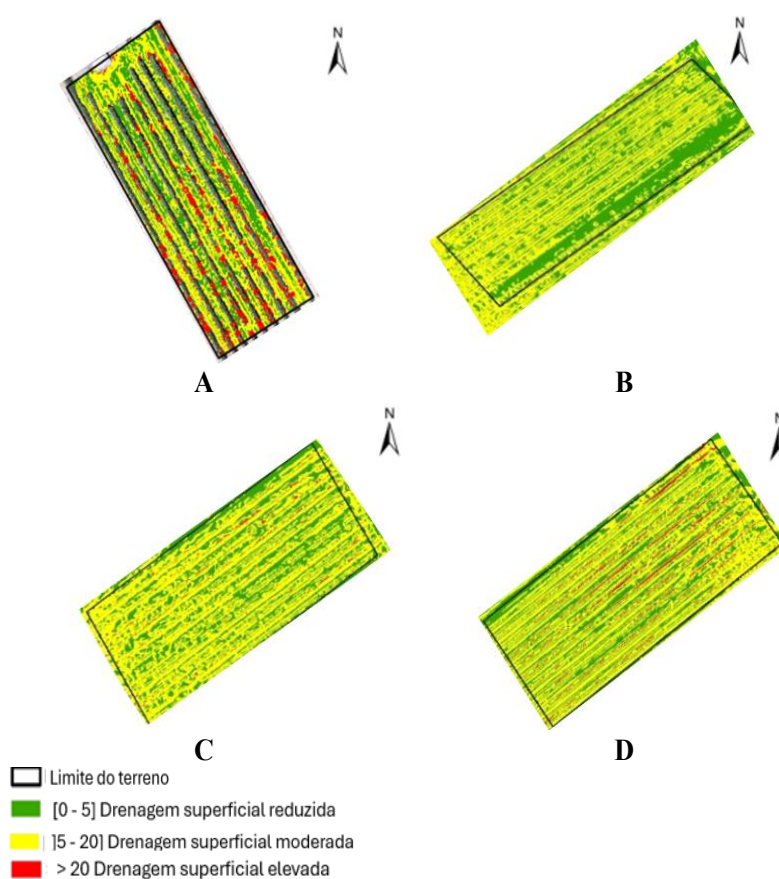 N
N
A
B
N
N
C
D
Limite do terreno
[0 - 5] Drenagem superficial reduzida
]5 - 20] Drenagem superficial moderada
> 20 Drenagem superficial elevada